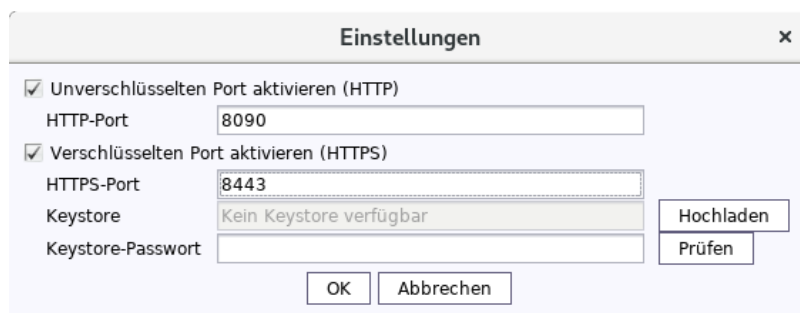 Einstellungen ×
Unverschlüsselten Port aktivieren (HTTP)
HTTP-Port 8090
Verschlüsselten Port aktivieren (HTTPS)
HTTPS-Port 8443
Keystore Kein Keystore verfügbar Hochladen
Keystore-Passwort Prüfen
OK Abbrechen